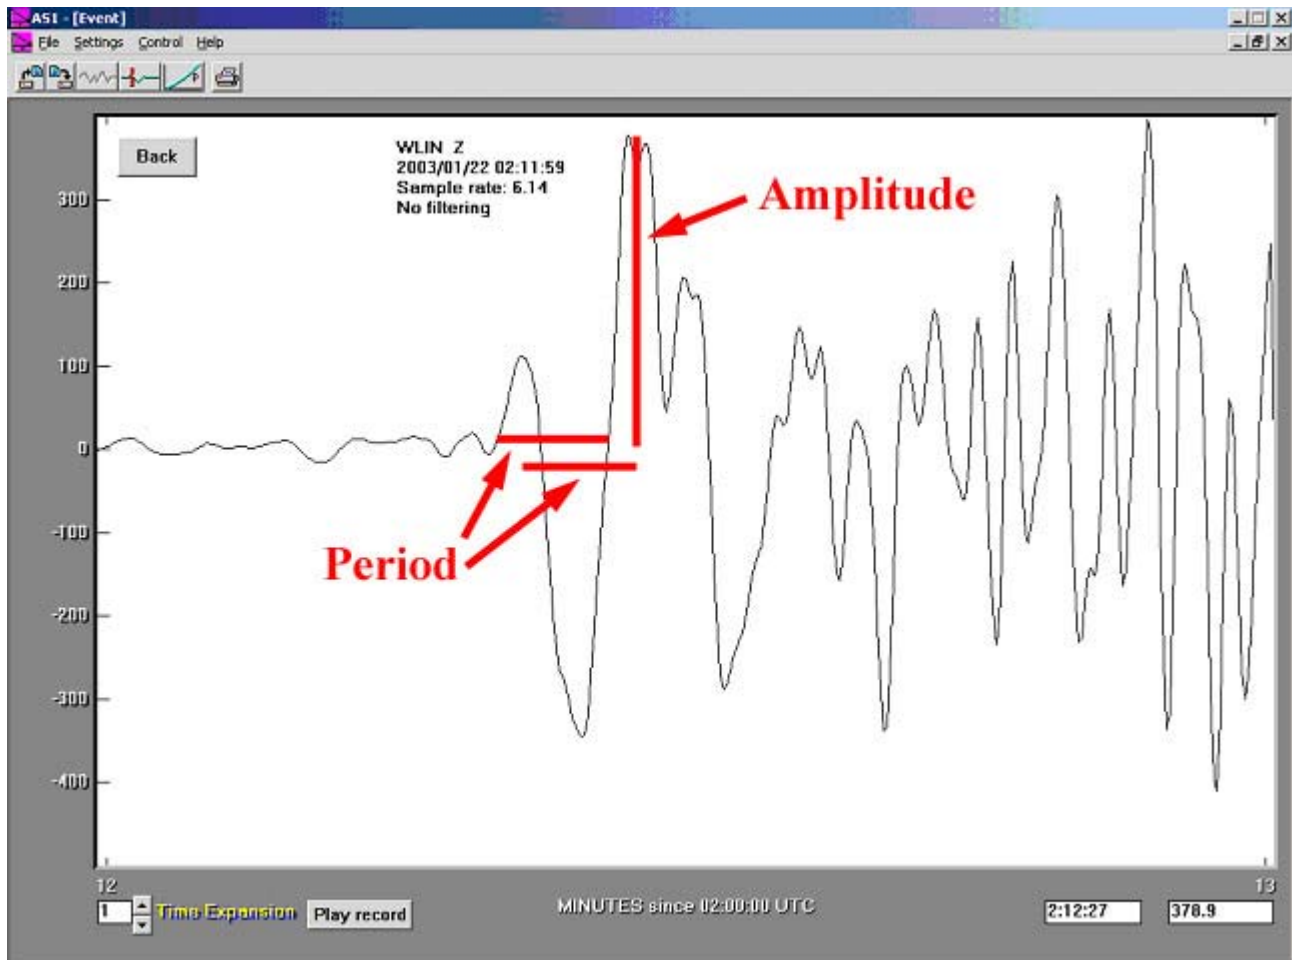 AS1 - [Event]
File Settings Control Help
Back
WLIN Z
2003/01/22 02:11:59
Sample rate: 6.14
No filtering
Amplitude
300
200
100
0
-100
Period
-200
-300
-400
12
13
1
Time Expansion
Play record
MINUTES since 02:00:00 UTC
2:12:27
378.9